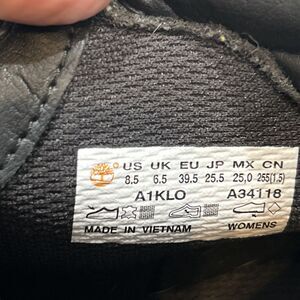 US UK EU JP MX CN
8.5 6.5 39.5 25.5 25.0 255(1.5)
A1KLO A34118
MADE IN VIETNAM WOMENS